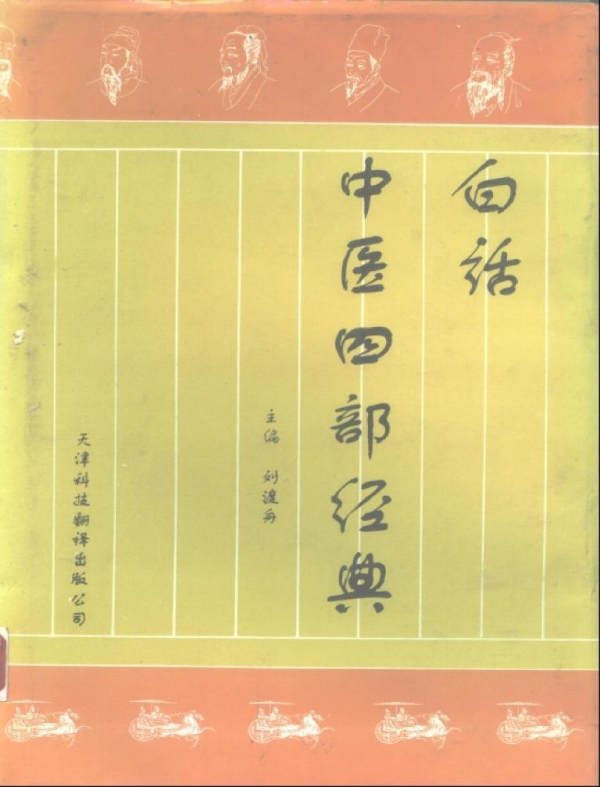 白话
中医四部经典
主编 刘渡舟
天津科技翻译出版公司